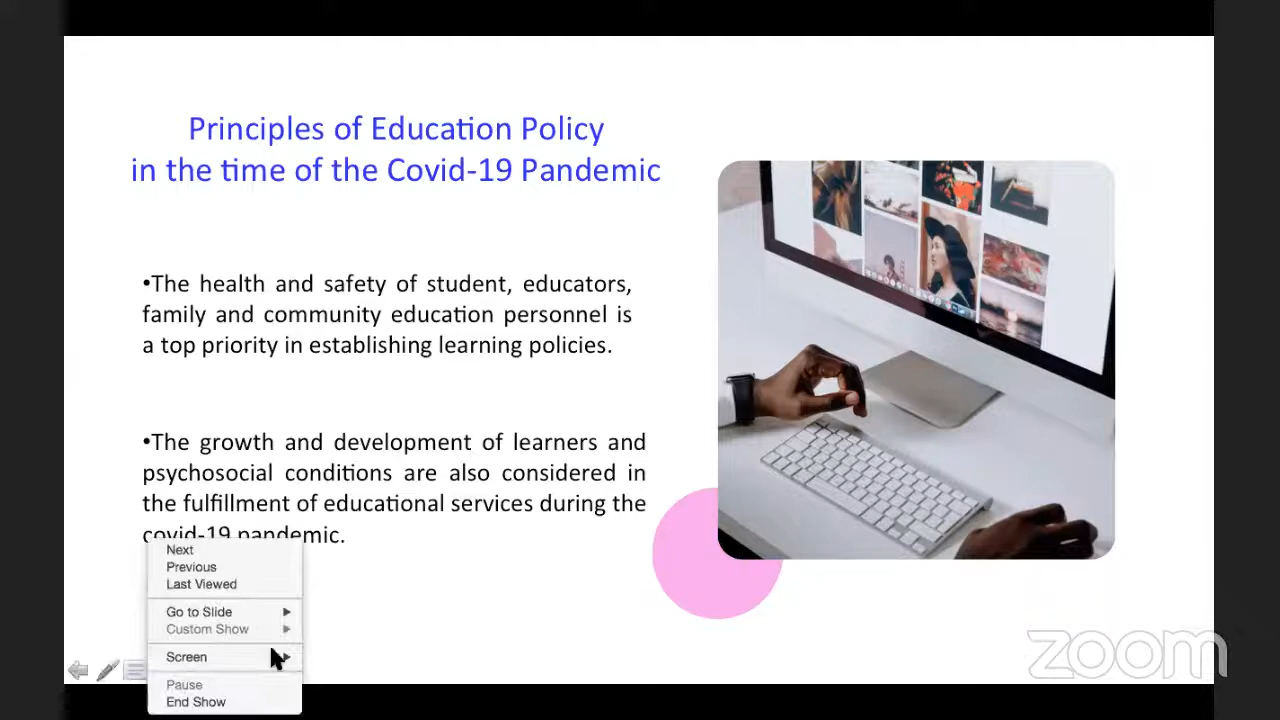 Principles of Education Policy
in the time of the Covid-19 Pandemic
•The health and safety of student, educators,
family and community education personnel is
a top priority in establishing learning policies.
•The growth and development of learners and
psychosocial conditions are also considered in
the fulfillment of educational services during the
covid-19 pandemic.
Next
Previous
Last Viewed
Go to Slide
Custom Show
Screen
Pause
End Show
zoom